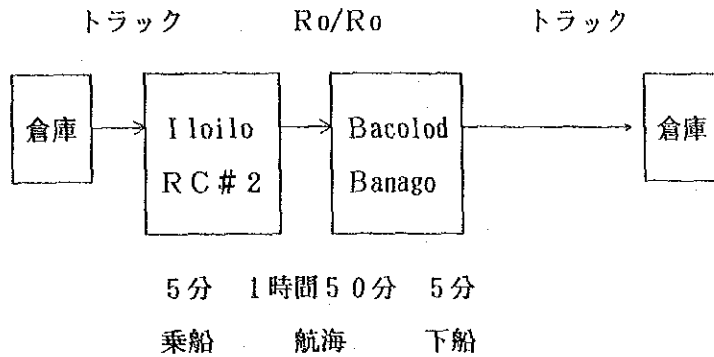 トラック Ro/Ro トラック
倉庫 Iloilo Bacolod 倉庫
RC#2 Banago
5分 1時間50分 5分
乗船 航海 下船